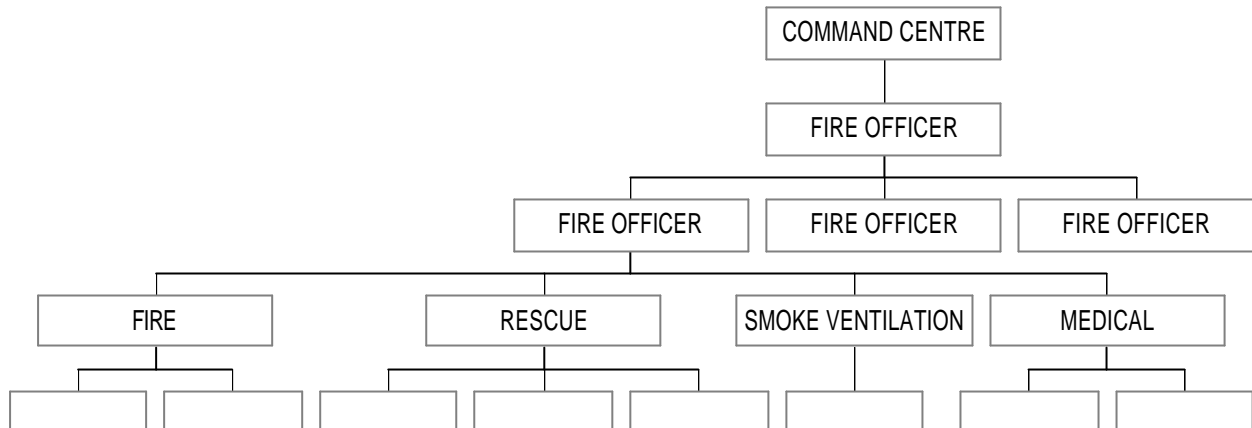 COMMAND CENTRE
FIRE OFFICER
FIRE OFFICER
FIRE OFFICER
FIRE OFFICER
FIRE
RESCUE
SMOKE VENTILATION
MEDICAL